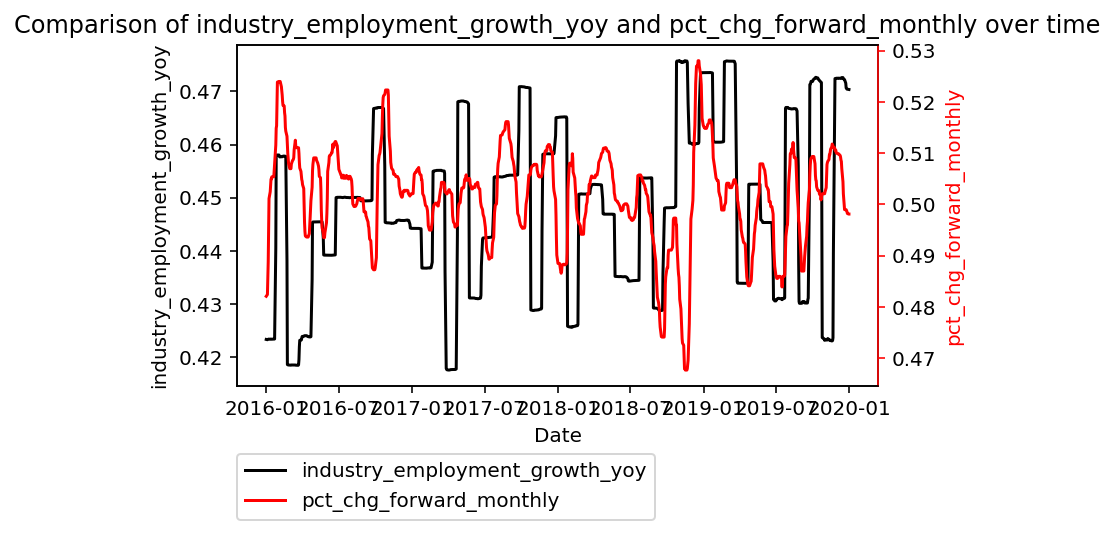 Comparison of industry_employment_growth_yoy and pct_chg_forward_monthly over time
industry_employment_growth_yoy
0.47
0.46
0.45
0.44
0.43
0.42
0.53
0.52
0.51
0.50
0.49
0.48
0.47
pct_chg_forward_monthly
2016-01 2016-07 2017-01 2017-07 2018-01 2018-07 2019-01 2019-07 2020-01
Date
industry_employment_growth_yoy
pct_chg_forward_monthly